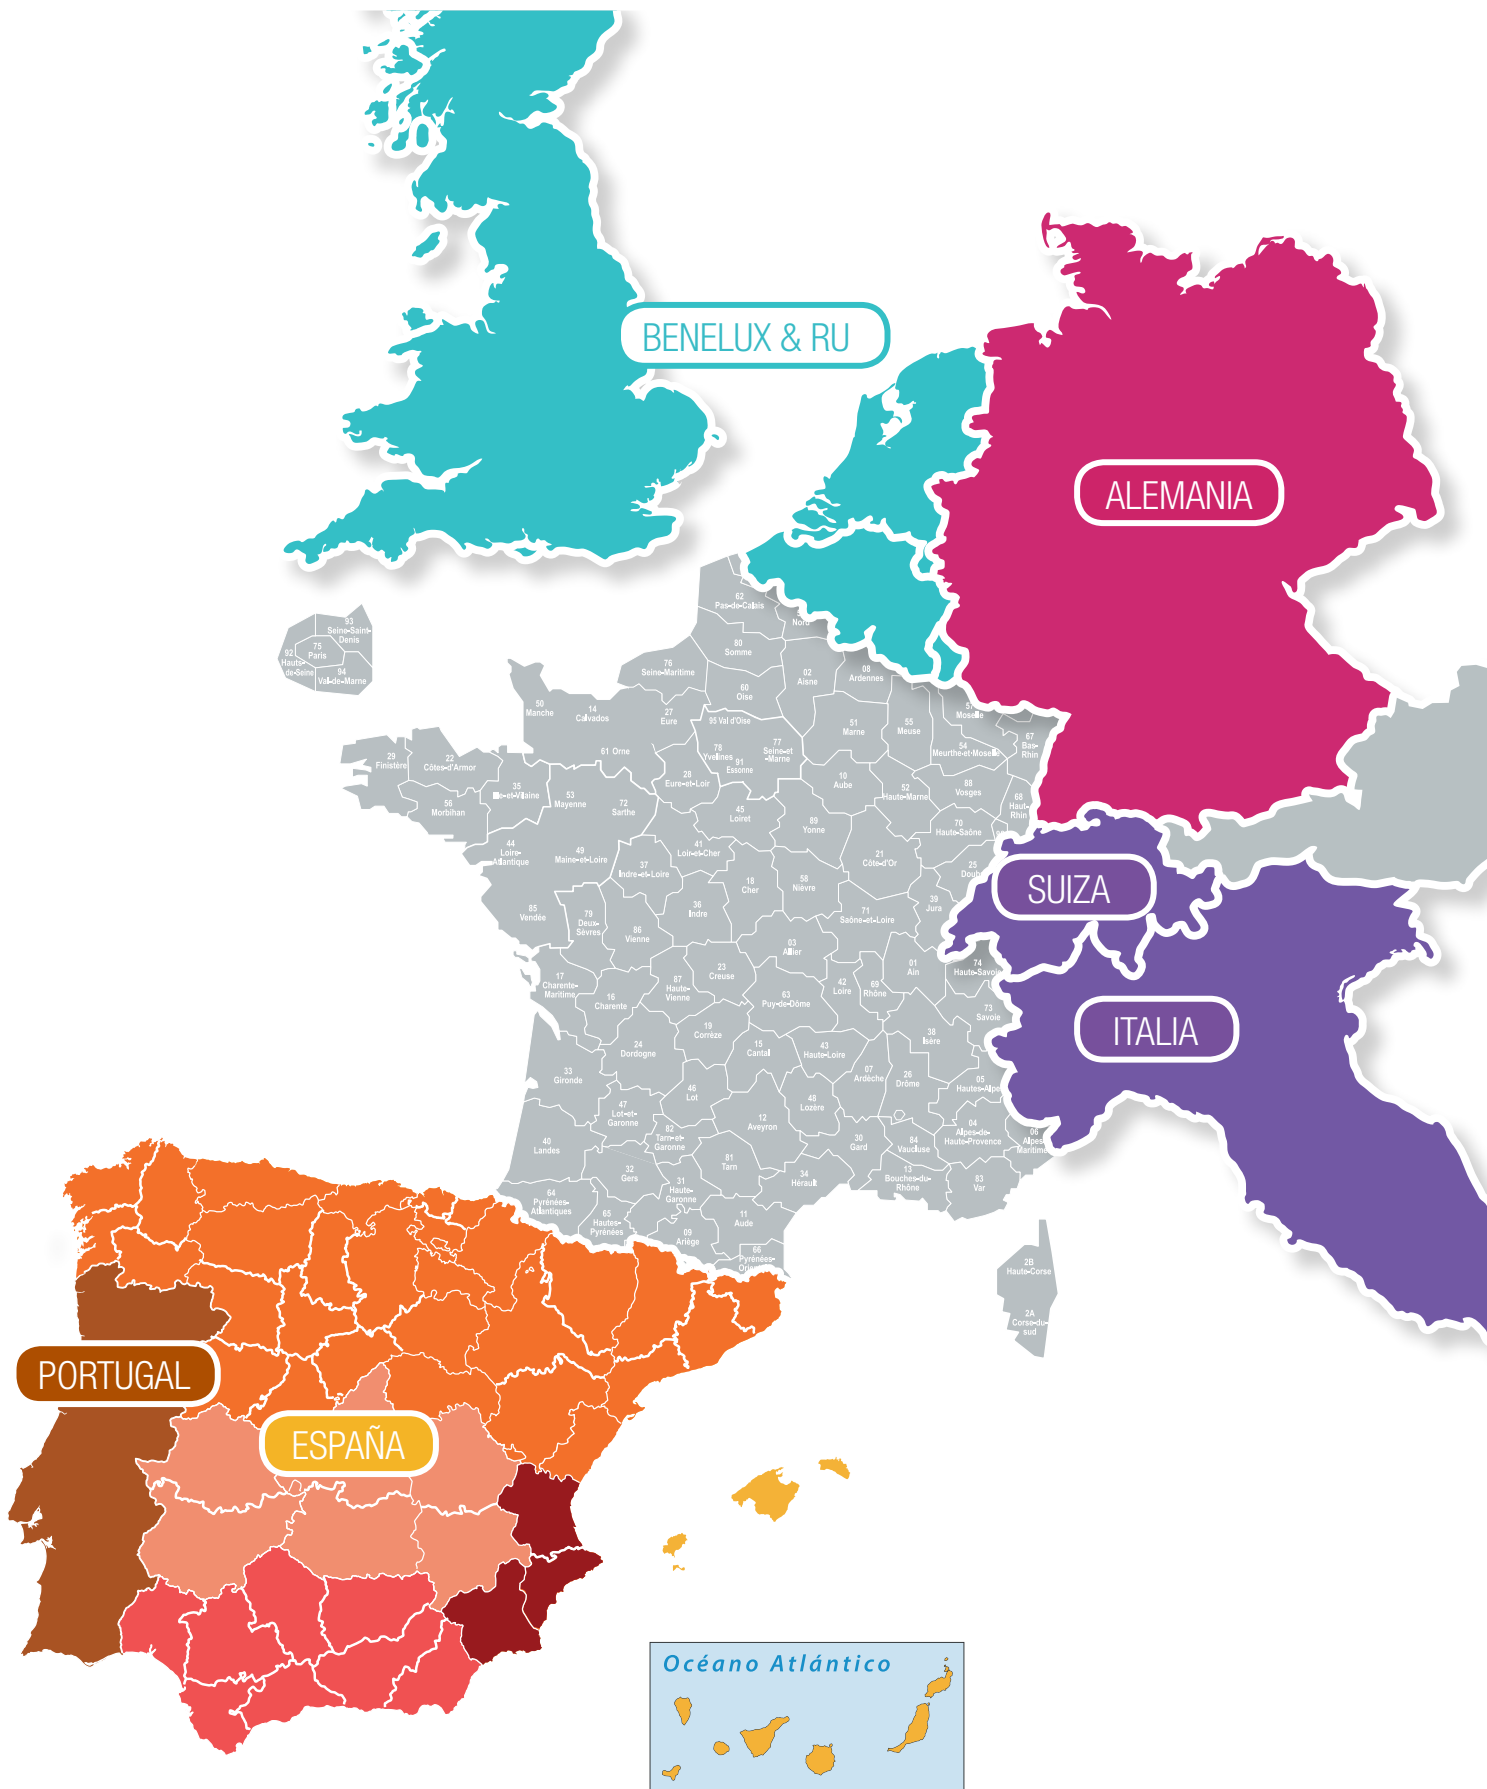 BENELUX & RU
ALEMANIA
62
Pas-de-Calais
Nord
93
Seine-Saint-
Denis
75
Paris
92
Hauts-
de-Seine
94
Val-de-Marne
80
Somme
76
Seine-Maritime
02
Aisne
08
Ardennes
60
Oise
50
Manche
14
Calvados
27
Eure
95 Val d'Oise
51
Marne
55
Meuse
57
Moselle
67
Bas-
Rhin
61 Orne
78
Yvelines
77
Seine-et
-Marne
91
Essonne
54
Meurthe-et-Moselle
29
Finistère
22
Côtes-d'Armor
35
Ille-et-Vilaine
53
Mayenne
72
Sarthe
28
Eure-et-Loir
10
Aube
52
Haute-Marne
88
Vosges
68
Haut-
Rhin
56
Morbihan
45
Loiret
89
Yonne
70
Haute-Saône
44
Loire-
Atlantique
49
Maine-et-Loire
37
Indre-et-Loire
41
Loir-et-Cher
18
Cher
58
Nièvre
21
Côte-d'Or
25
Doub
SUIZA
85
Vendée
79
Deux-
Sèvres
86
Vienne
36
Indre
71
Saône-et-Loire
39
Jura
03
Allier
17
Charente-
Maritime
16
Charente
87
Haute-
Vienne
23
Creuse
63
Puy-de-Dôme
42
Loire
69
Rhône
01
Ain
74
Haute-Savoie
73
Savoie
ITALIA
24
Dordogne
19
Corrèze
15
Cantal
43
Haute-Loire
38
Isère
33
Gironde
47
Lot-et-
Garonne
46
Lot
48
Lozère
07
Ardèche
26
Drôme
05
Hautes-Alpe
40
Landes
82
Tarn-et-
Garonne
12
Aveyron
30
Gard
84
Vaucluse
04
Alpes-de-
Haute-Provence
06
Alpes
Maritime
32
Gers
81
Tarn
34
Hérault
13
Bouches-du-
Rhône
83
Var
64
Pyrénées-
Atlantiques
65
Hautes-
Pyrénées
31
Haute-
Garonne
09
Ariège
11
Aude
66
Pyrénées-
2B
Haute-Corse
2A
Corse-du-
sud
PORTUGAL
ESPAÑA
Océano Atlántico